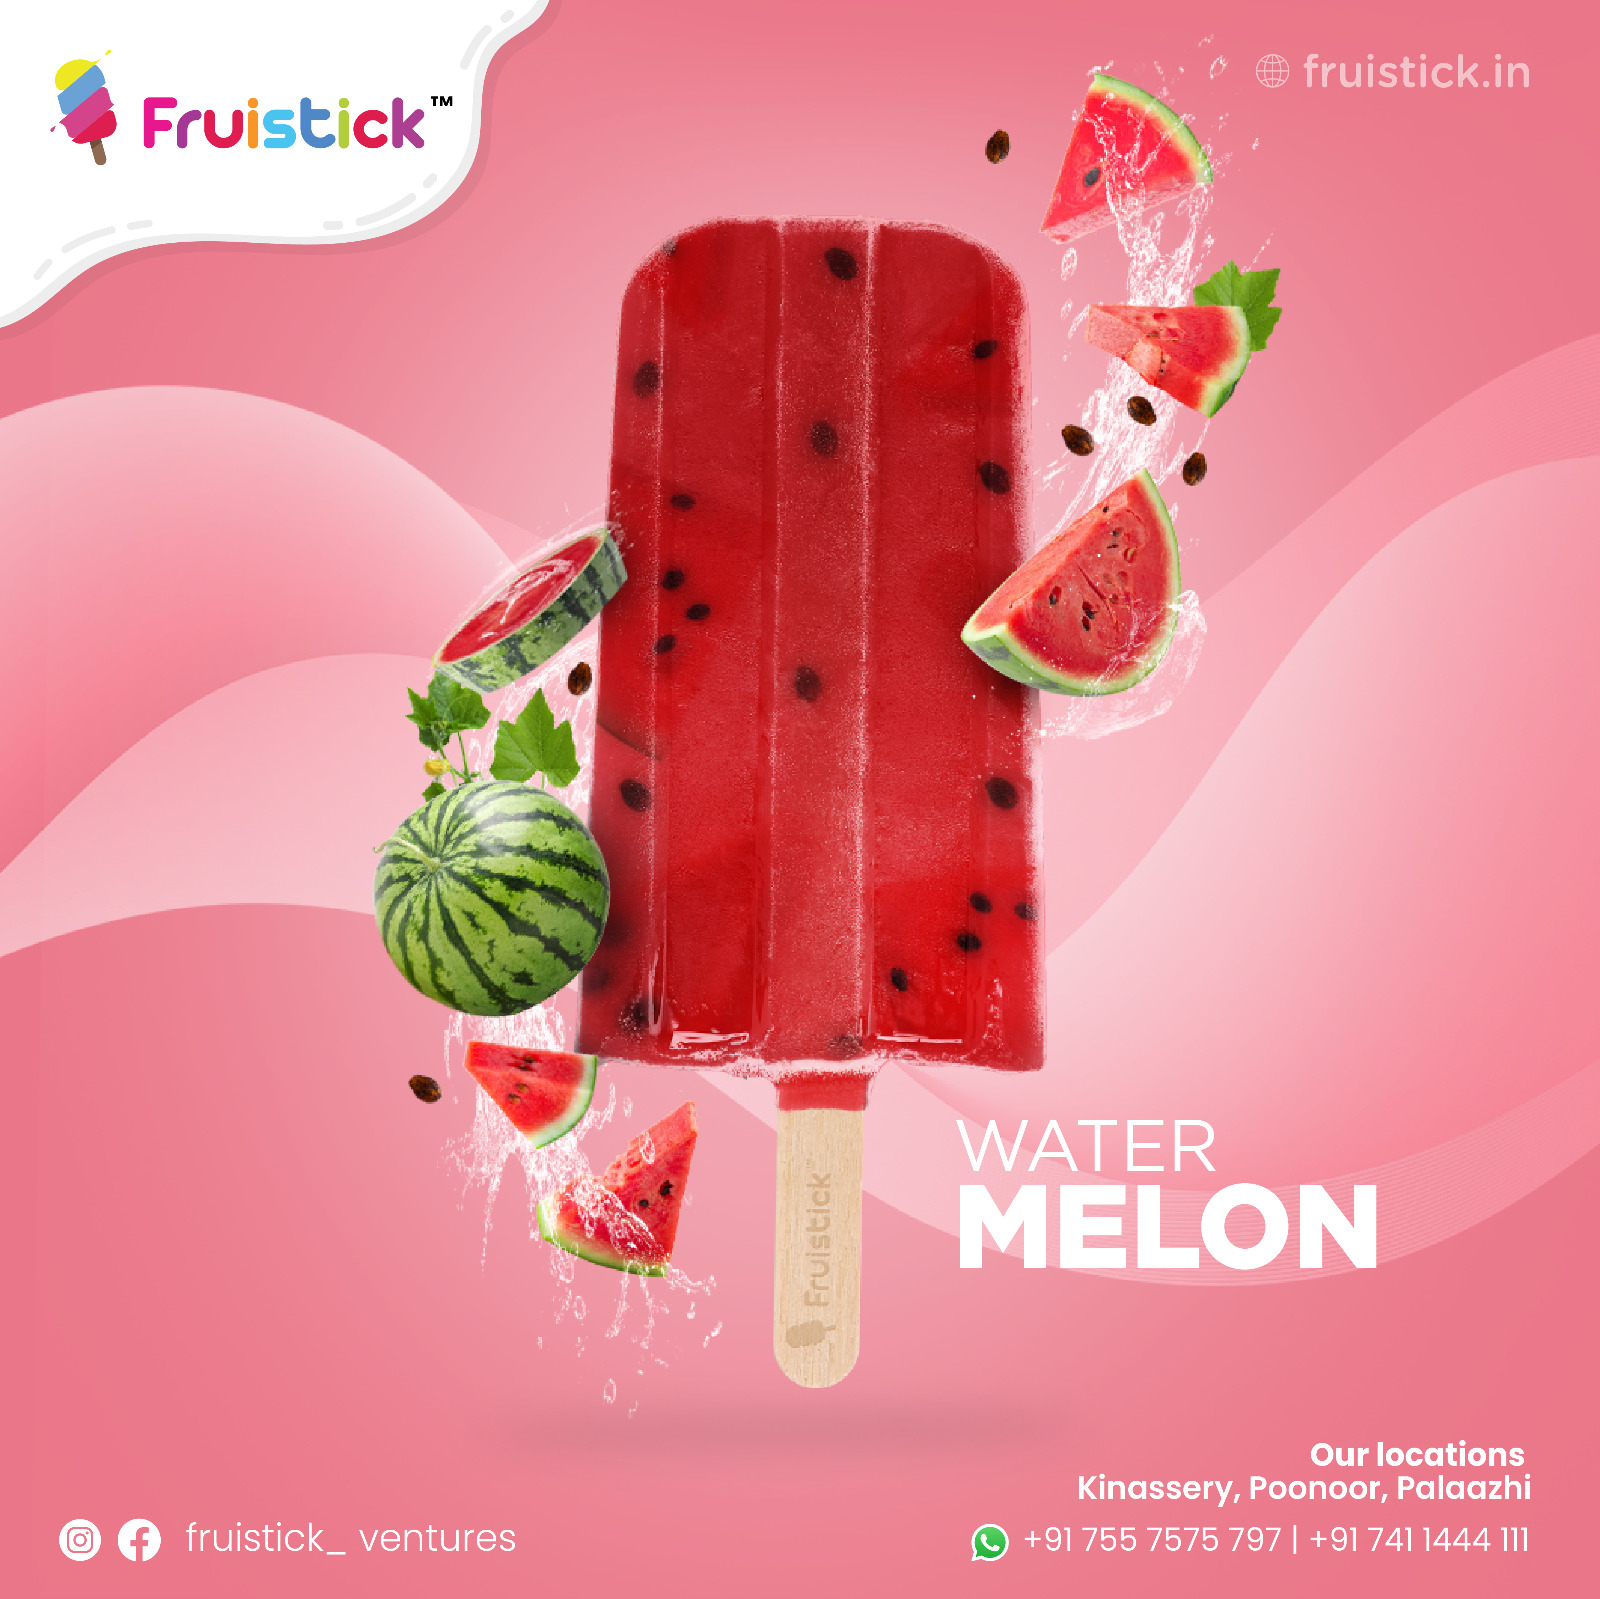 Fruistick™
fruistick.in
WATER
MELON
Fruistick™
Our locations
Kinassery, Poonoor, Palaazhi
fruistick_ ventures
+91 755 7575 797 | +91 741 1444 111